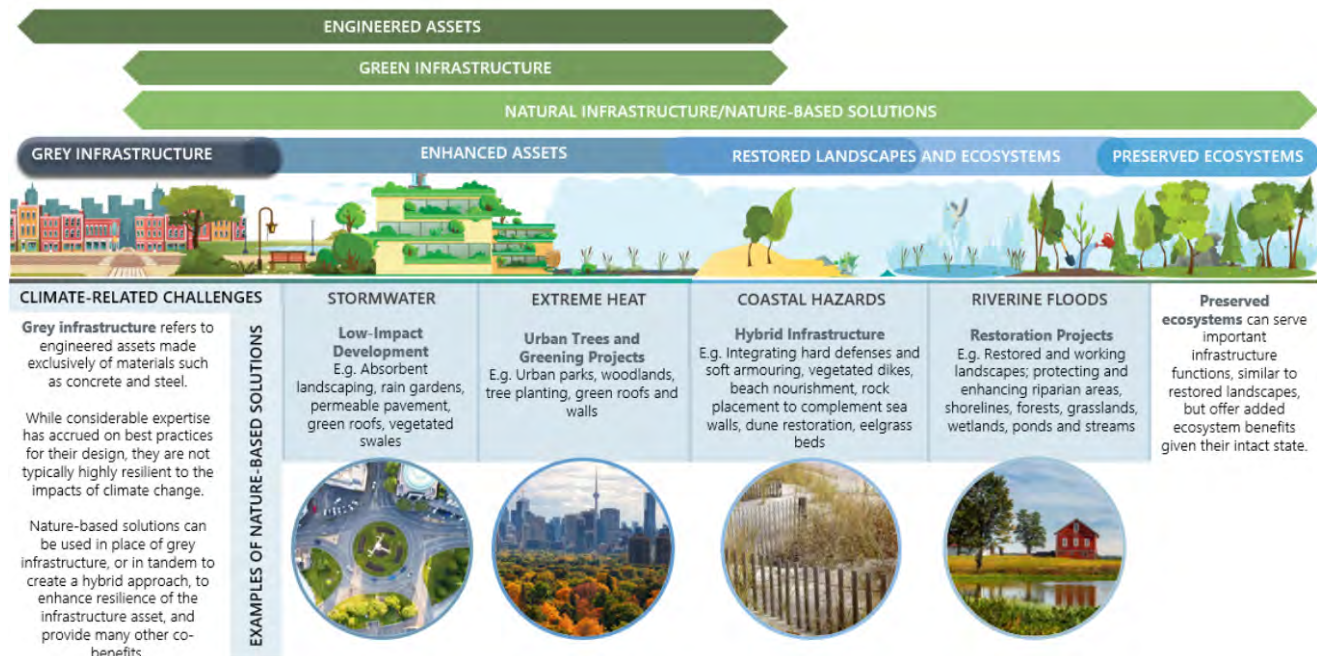 ENGINEERED ASSETS
GREEN INFRASTRUCTURE
NATURAL INFRASTRUCTURE/NATURE-BASED SOLUTIONS
GREY INFRASTRUCTURE
ENHANCED ASSETS
RESTORED LANDSCAPES AND ECOSYSTEMS
PRESERVED ECOSYSTEMS
CLIMATE-RELATED CHALLENGES
Grey infrastructure refers to
engineered assets made
exclusively of materials such
as concrete and steel.
While considerable expertise
has accrued on best practices
for their design, they are not
typically highly resilient to the
impacts of climate change.
Nature-based solutions can
be used in place of grey
infrastructure, or in tandem to
create a hybrid approach, to
enhance resilience of the
infrastructure asset, and
provide many other co-
benefits
EXAMPLES OF NATURE-BASED SOLUTIONS
STORMWATER
Low-Impact
Development
E.g. Absorbent
landscaping, rain gardens,
permeable pavement,
green roofs, vegetated
swales
EXTREME HEAT
Urban Trees and
Greening Projects
E.g. Urban parks, woodlands,
tree planting, green roofs and
walls
COASTAL HAZARDS
Hybrid Infrastructure
E.g. Integrating hard defenses and
soft armouring, vegetated dikes,
beach nourishment, rock
placement to complement sea
walls, dune restoration, eelgrass
beds
RIVERINE FLOODS
Restoration Projects
E.g. Restored and working
landscapes; protecting and
enhancing riparian areas,
shorelines, forests, grasslands,
wetlands, ponds and streams
Preserved
ecosystems can serve
important
infrastructure
functions, similar to
restored landscapes,
but offer added
ecosystem benefits
given their intact state.